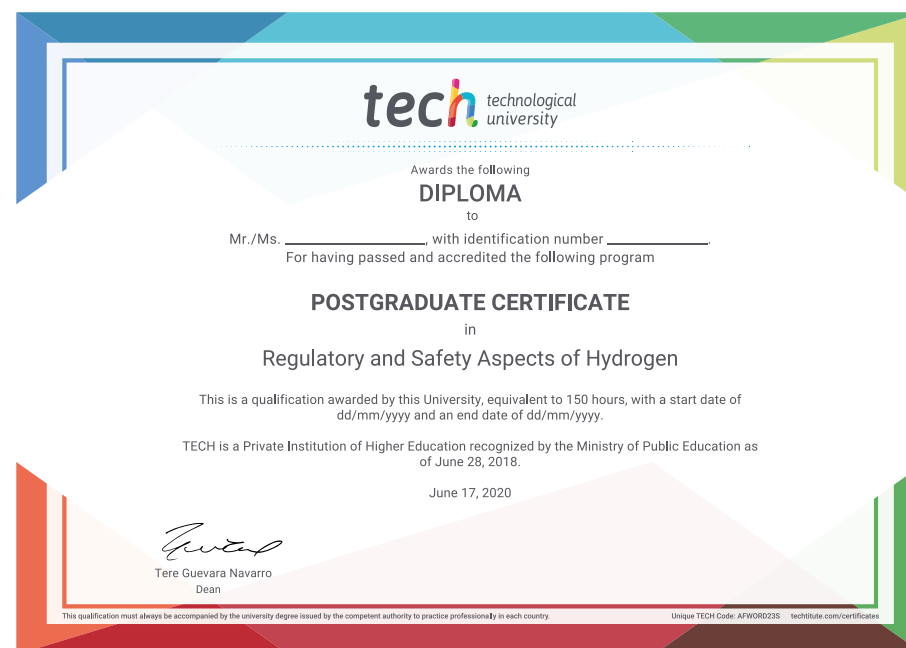 tech technological
university
Awards the following
DIPLOMA
to
Mr./Ms. ____________, with identification number ____________.
For having passed and accredited the following program
POSTGRADUATE CERTIFICATE
in
Regulatory and Safety Aspects of Hydrogen
This is a qualification awarded by this University, equivalent to 150 hours, with a start date of
dd/mm/yyyy and an end date of dd/mm/yyyy.
TECH is a Private Institution of Higher Education recognized by the Ministry of Public Education as
of June 28, 2018.
June 17, 2020
Tere Guevara Navarro
Dean
This qualification must always be accompanied by the university degree issued by the competent authority to practice professionally in each country.
Unique TECH Code: AFWORD23S techtitute.com/certificates